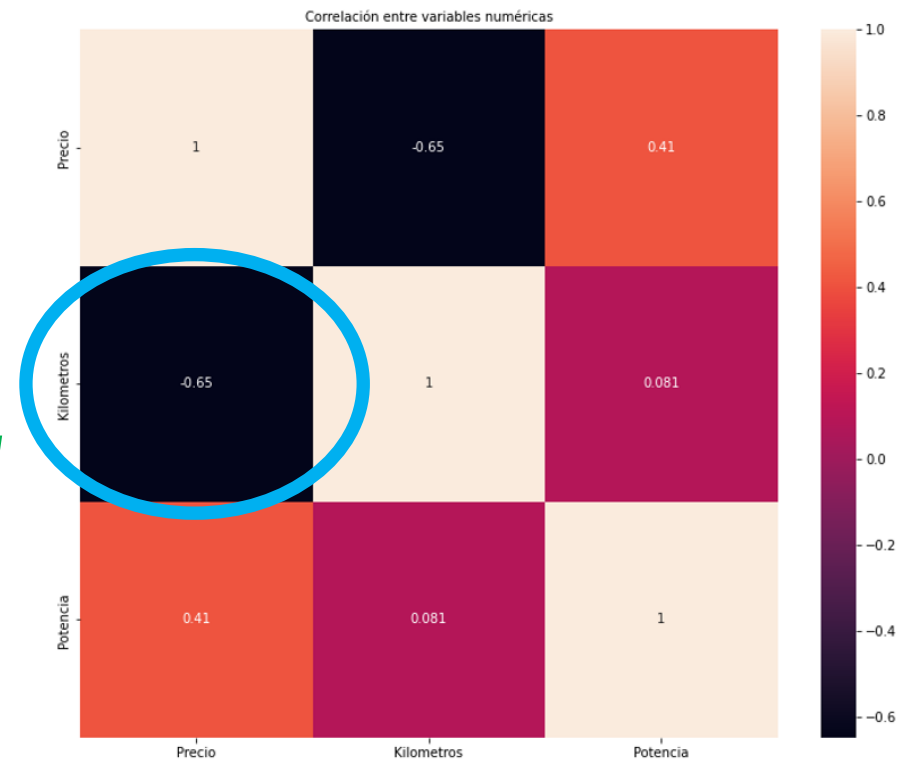 Correlación entre variables numéricas
Precio
1
-0.65
0.41
Kilometros
-0.65
1
0.081
Potencia
0.41
0.081
1
Precio
Kilometros
Potencia
1.0
0.8
0.6
0.4
0.2
0.0
−0.2
−0.4
−0.6